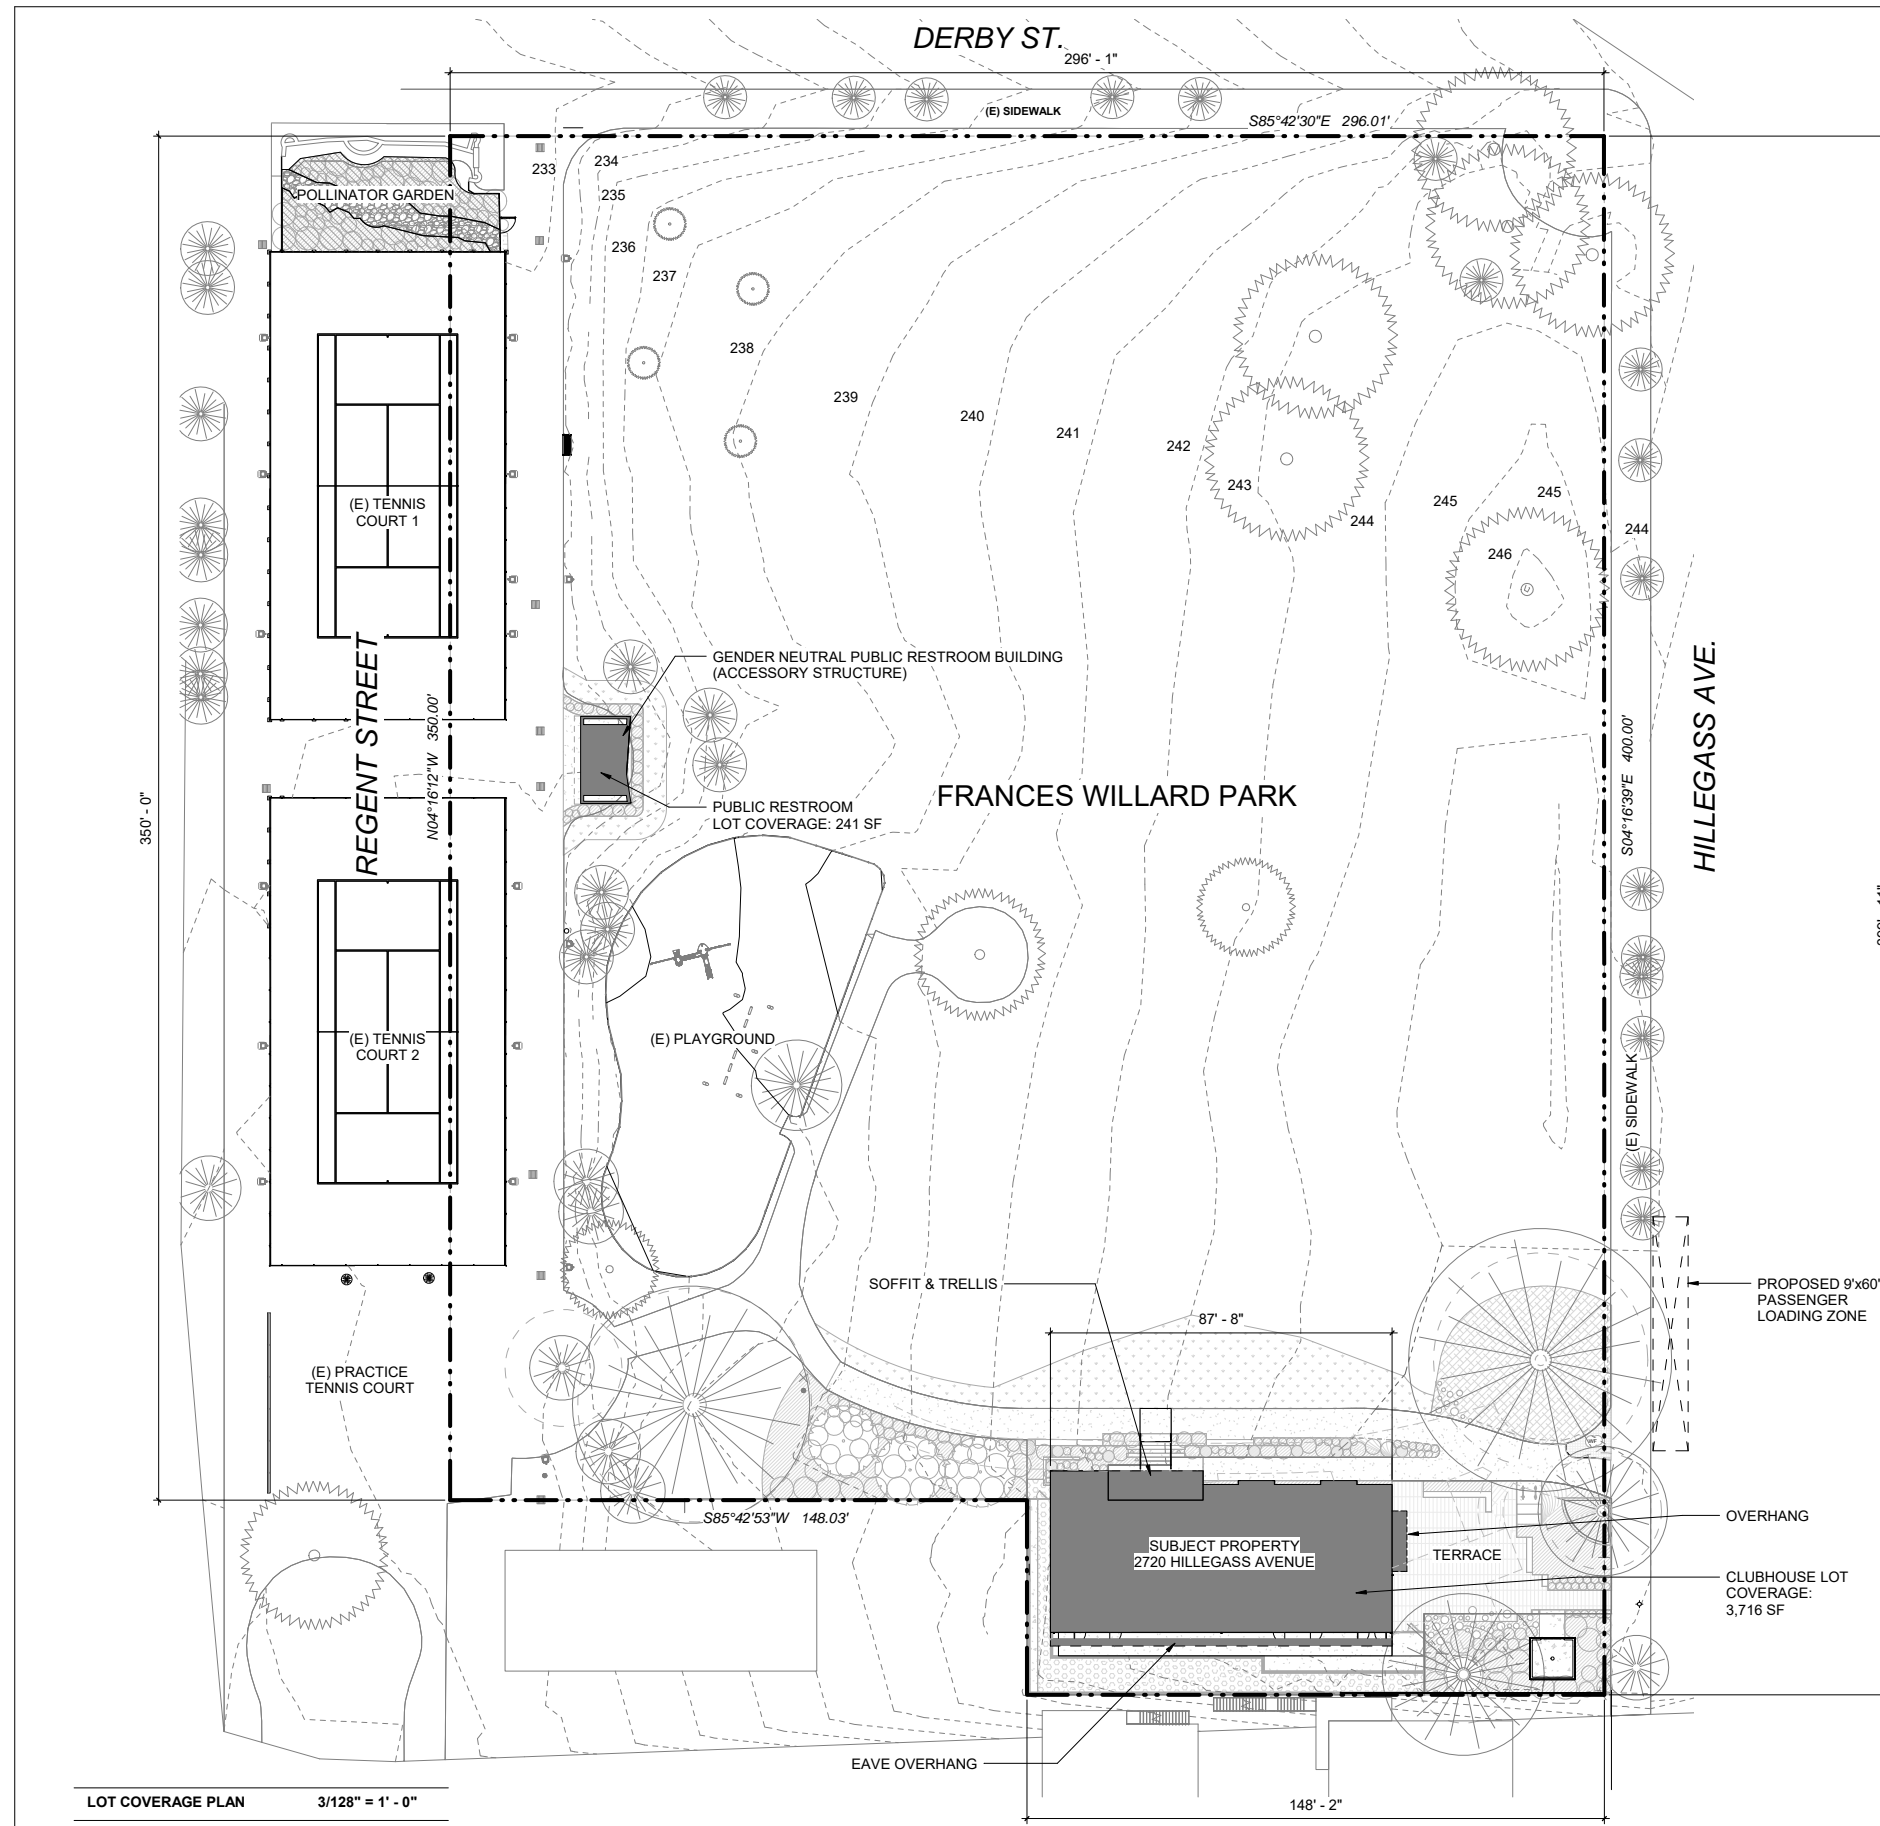 DERBY ST.
296' - 1"
(E) SIDEWALK
S85°42'30"E 296.01'
233
234
235
236
237
238
239
240
241
242
243
244
245
245
246
244
POLLINATOR GARDEN
(E) TENNIS
COURT 1
REGENT STREET
N04°16'12"W 350.00'
350' - 0"
GENDER NEUTRAL PUBLIC RESTROOM BUILDING
(ACCESSORY STRUCTURE)
PUBLIC RESTROOM
LOT COVERAGE: 241 SF
FRANCES WILLARD PARK
S04°16'39"E 400.00'
HILLEGASS AVE.
(E) TENNIS
COURT 2
(E) PLAYGROUND
(E) SIDEWALK
SOFFIT & TRELLIS
87' - 8"
PROPOSED 9'x60'
PASSENGER
LOADING ZONE
(E) PRACTICE
TENNIS COURT
S85°42'53"W 148.03'
SUBJECT PROPERTY
2720 HILLEGASS AVENUE
OVERHANG
TERRACE
CLUBHOUSE LOT
COVERAGE:
3,716 SF
EAVE OVERHANG
148' - 2"
LOT COVERAGE PLAN 3/128" = 1' - 0"